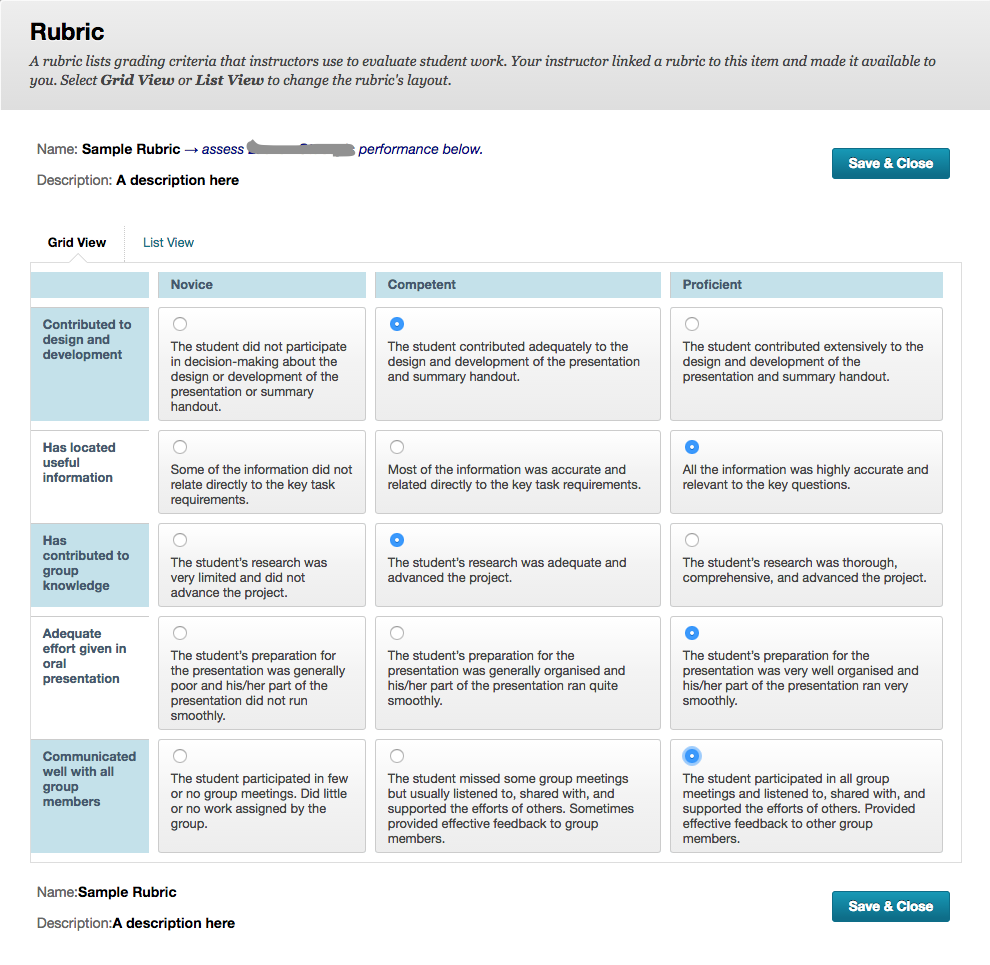 Rubric
A rubric lists grading criteria that instructors use to evaluate student work. Your instructor linked a rubric to this item and made it available to
you. Select Grid View or List View to change the rubric's layout.
Name: Sample Rubric → assess performance below.
Save & Close
Description: A description here
Grid View
List View
Novice
Competent
Proficient
Contributed to
design and
development
The student did not participate
in decision-making about the
design or development of the
presentation or summary
handout.
The student contributed adequately to the
design and development of the presentation
and summary handout.
The student contributed extensively to the
design and development of the
presentation and summary handout.
Has located
useful
information
Some of the information did not
relate directly to the key task
requirements.
Most of the information was accurate and
related directly to the key task requirements.
All the information was highly accurate and
relevant to the key questions.
Has
contributed to
group
knowledge
The student's research was
very limited and did not
advance the project.
The student's research was adequate and
advanced the project.
The student's research was thorough,
comprehensive, and advanced the project.
Adequate
effort given in
oral
presentation
The student's preparation for
the presentation was generally
poor and his/her part of the
presentation did not run
smoothly.
The student's preparation for the
presentation was generally organised and
his/her part of the presentation ran quite
smoothly.
The student's preparation for the
presentation was very well organised and
his/her part of the presentation ran very
smoothly.
Communicated
well with all
group
members
The student participated in few
or no group meetings. Did little
or no work assigned by the
group.
The student missed some group meetings
but usually listened to, shared with, and
supported the efforts of others. Sometimes
provided effective feedback to group
members.
The student participated in all group
meetings and listened to, shared with, and
supported the efforts of others. Provided
effective feedback to other group
members.
Name:Sample Rubric
Save & Close
Description:A description here